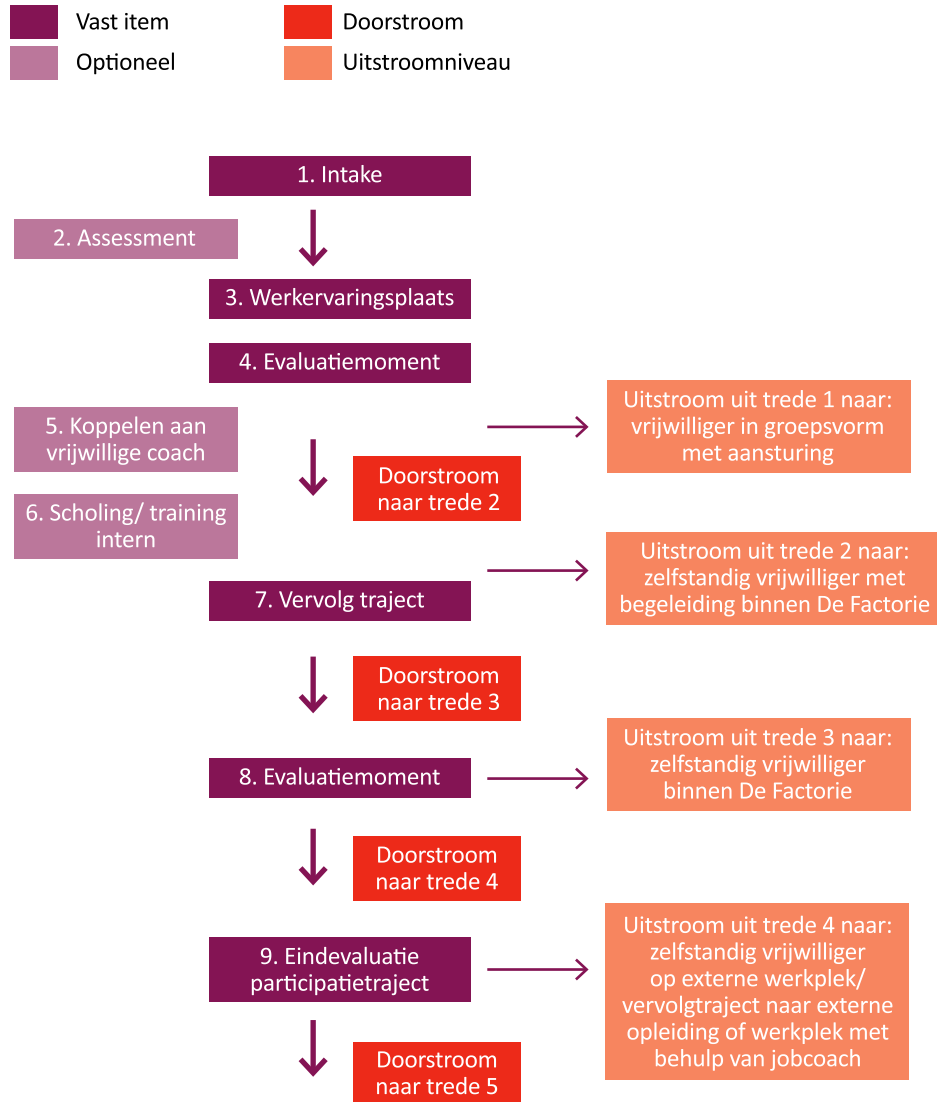 Vast item
Optioneel
Doorstroom
Uitstroomniveau
1. Intake
2. Assessment
3. Werkervaringsplaats
4. Evaluatiemoment
Uitstroom uit trede 1 naar:
vrijwilliger in groepsvorm
met aansturing
5. Koppelen aan
vrijwillige coach
Doorstroom
naar trede 2
6. Scholing/ training
intern
Uitstroom uit trede 2 naar:
zelfstandig vrijwilliger met
begeleiding binnen De Factorie
7. Vervolg traject
Doorstroom
naar trede 3
Uitstroom uit trede 3 naar:
zelfstandig vrijwilliger
binnen De Factorie
8. Evaluatiemoment
Doorstroom
naar trede 4
Uitstroom uit trede 4 naar:
zelfstandig vrijwilliger
op externe werkplek/
vervolgtraject naar externe
opleiding of werkplek met
behulp van jobcoach
9. Eindevaluatie
participatietraject
Doorstroom
naar trede 5